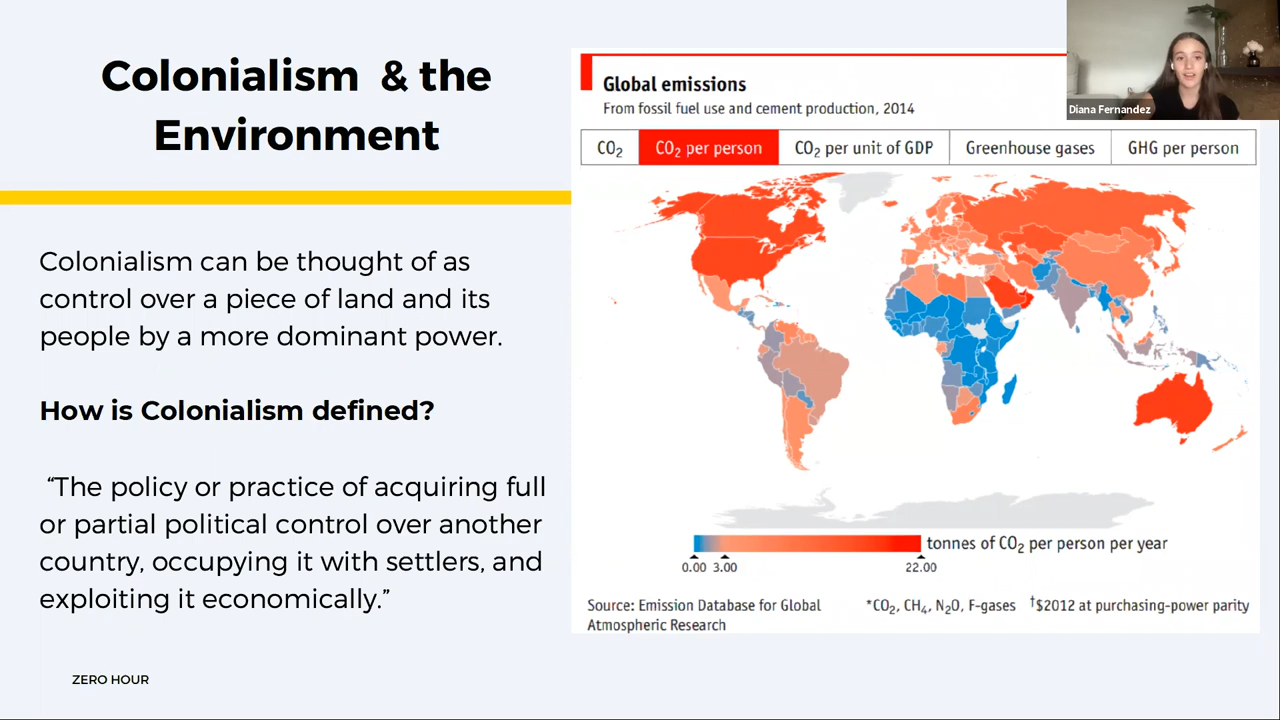 Colonialism & the
Environment
Colonialism can be thought of as
control over a piece of land and its
people by a more dominant power.
How is Colonialism defined?
“The policy or practice of acquiring full
or partial political control over another
country, occupying it with settlers, and
exploiting it economically.”
ZERO HOUR
Global emissions
From fossil fuel use and cement production, 2014
CO₂
CO₂ per person
CO₂ per unit of GDP
Greenhouse gases
GHG per person
tonnes of CO₂ per person per year
0.00 3.00 22.00
Source: Emission Database for Global
Atmospheric Research
*CO₂, CH₄, N₂O, F-gases
†$2012 at purchasing-power parity
Diana Fernandez